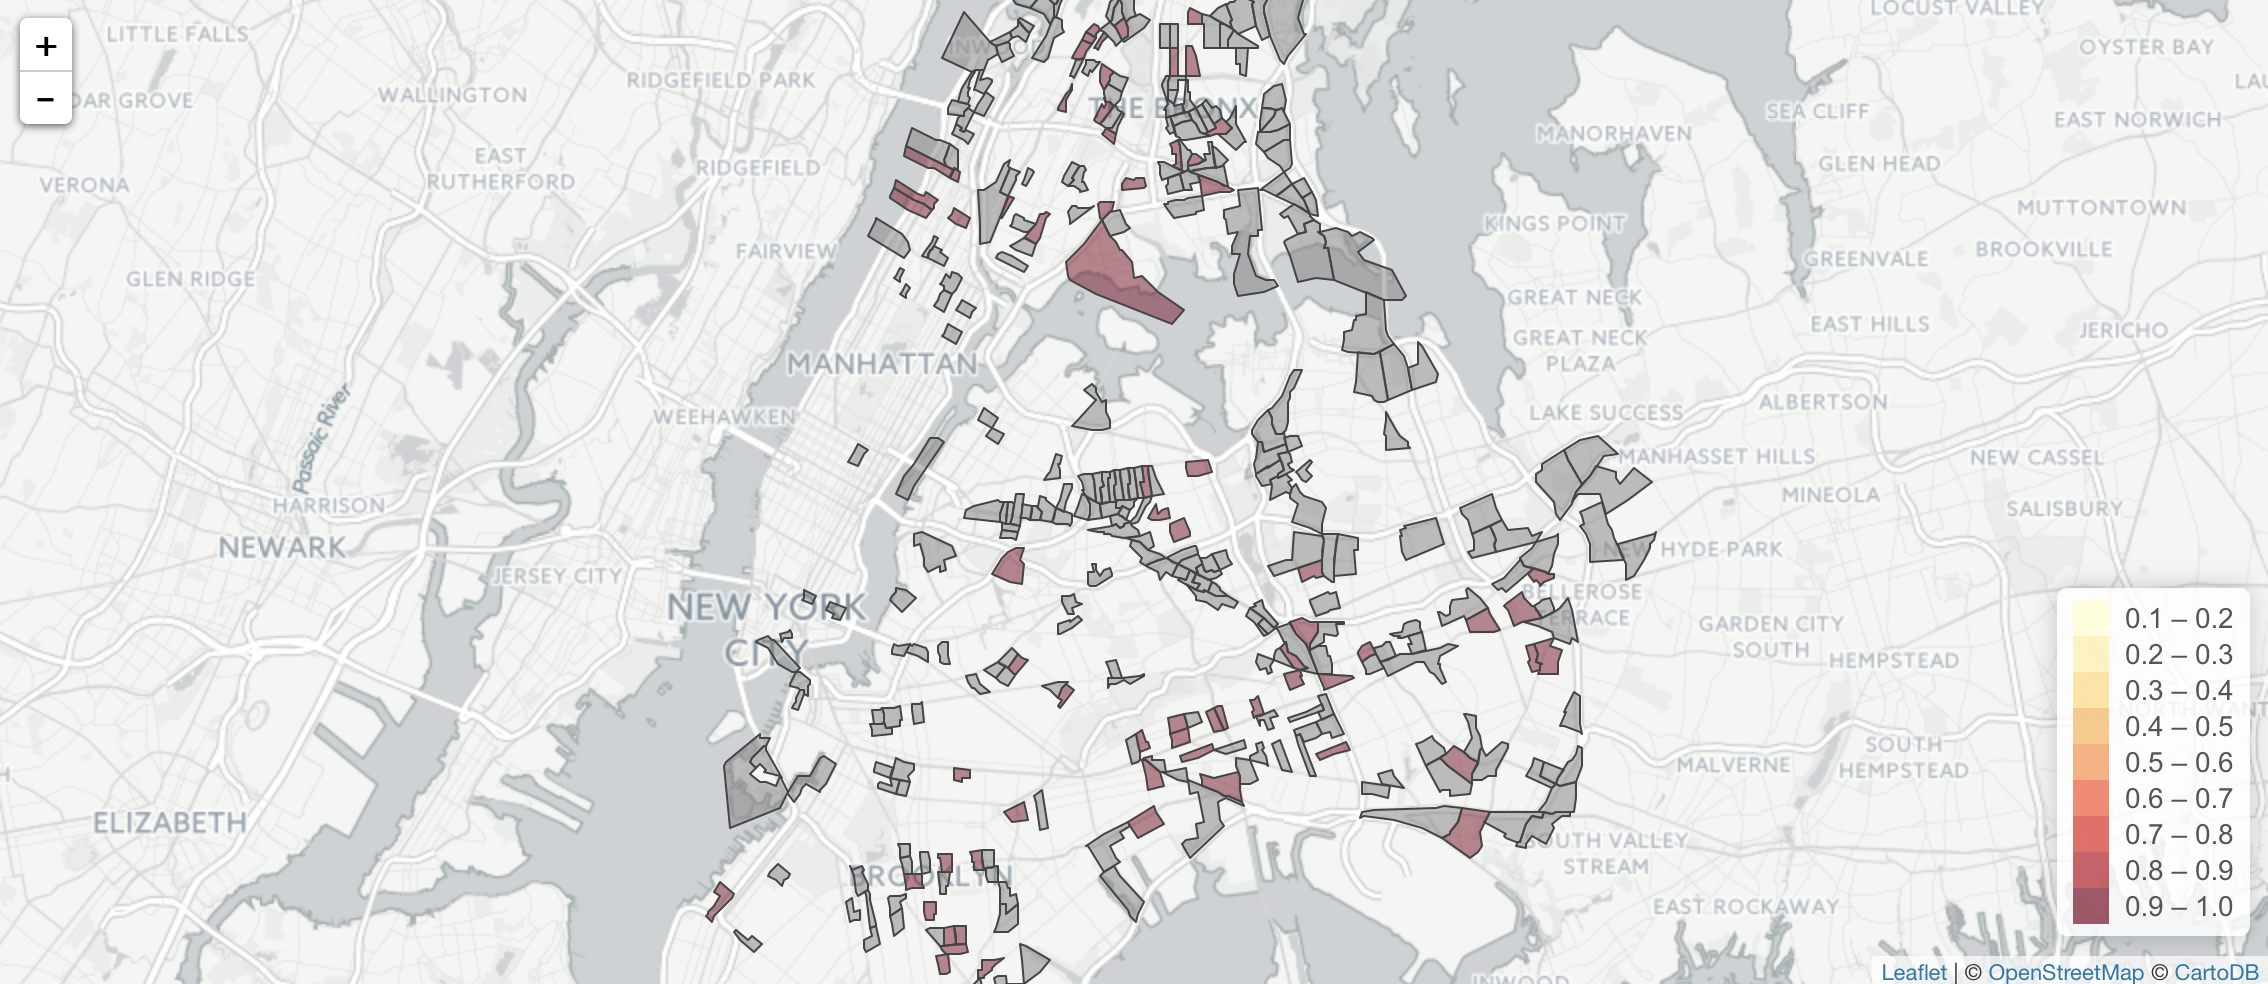 +
−
LITTLE FALLS
RIDGEFIELD PARK
WALLINGTON
DAR GROVE
INWOOD
THE BRONX
LOCUST VALLEY
OYSTER BAY
SEA CLIFF
EAST NORWICH
MANORHAVEN
GLEN HEAD
EAST
RUTHERFORD
RIDGEFIELD
VERONA
KINGS POINT
MUTTONTOWN
BROOKVILLE
GREENVALE
FAIRVIEW
GLEN RIDGE
GREAT NECK
GREAT NECK
PLAZA
EAST HILLS
JERICHO
MANHATTAN
Passaic River
WEEHAWKEN
LAKE SUCCESS
ALBERTSON
MANHASSET HILLS
NEW CASSEL
MINEOLA
SALISBURY
HARRISON
NEWARK
NEW HYDE PARK
JERSEY CITY
NEW YORK
CITY
BELLEROSE
TERRACE
GARDEN CITY
SOUTH
HEMPSTEAD
SOUTH
HEMPSTEAD
MALVERNE
ELIZABETH
SOUTH VALLEY
STREAM
BROOKLYN
EAST ROCKAWAY
INWOOD
0.1 – 0.2
0.2 – 0.3
0.3 – 0.4
0.4 – 0.5
0.5 – 0.6
0.6 – 0.7
0.7 – 0.8
0.8 – 0.9
0.9 – 1.0
Leaflet | © OpenStreetMap © CartoDB